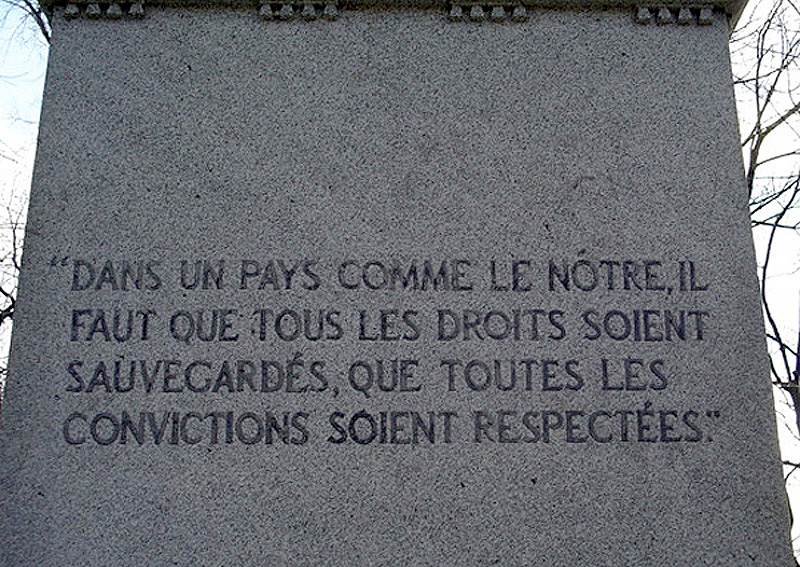 “DANS UN PAYS COMME LE NÔTRE, IL
FAUT QUE TOUS LES DROITS SOIENT
SAUVEGARDÉS, QUE TOUTES LES
CONVICTIONS SOIENT RESPECTÉES.”